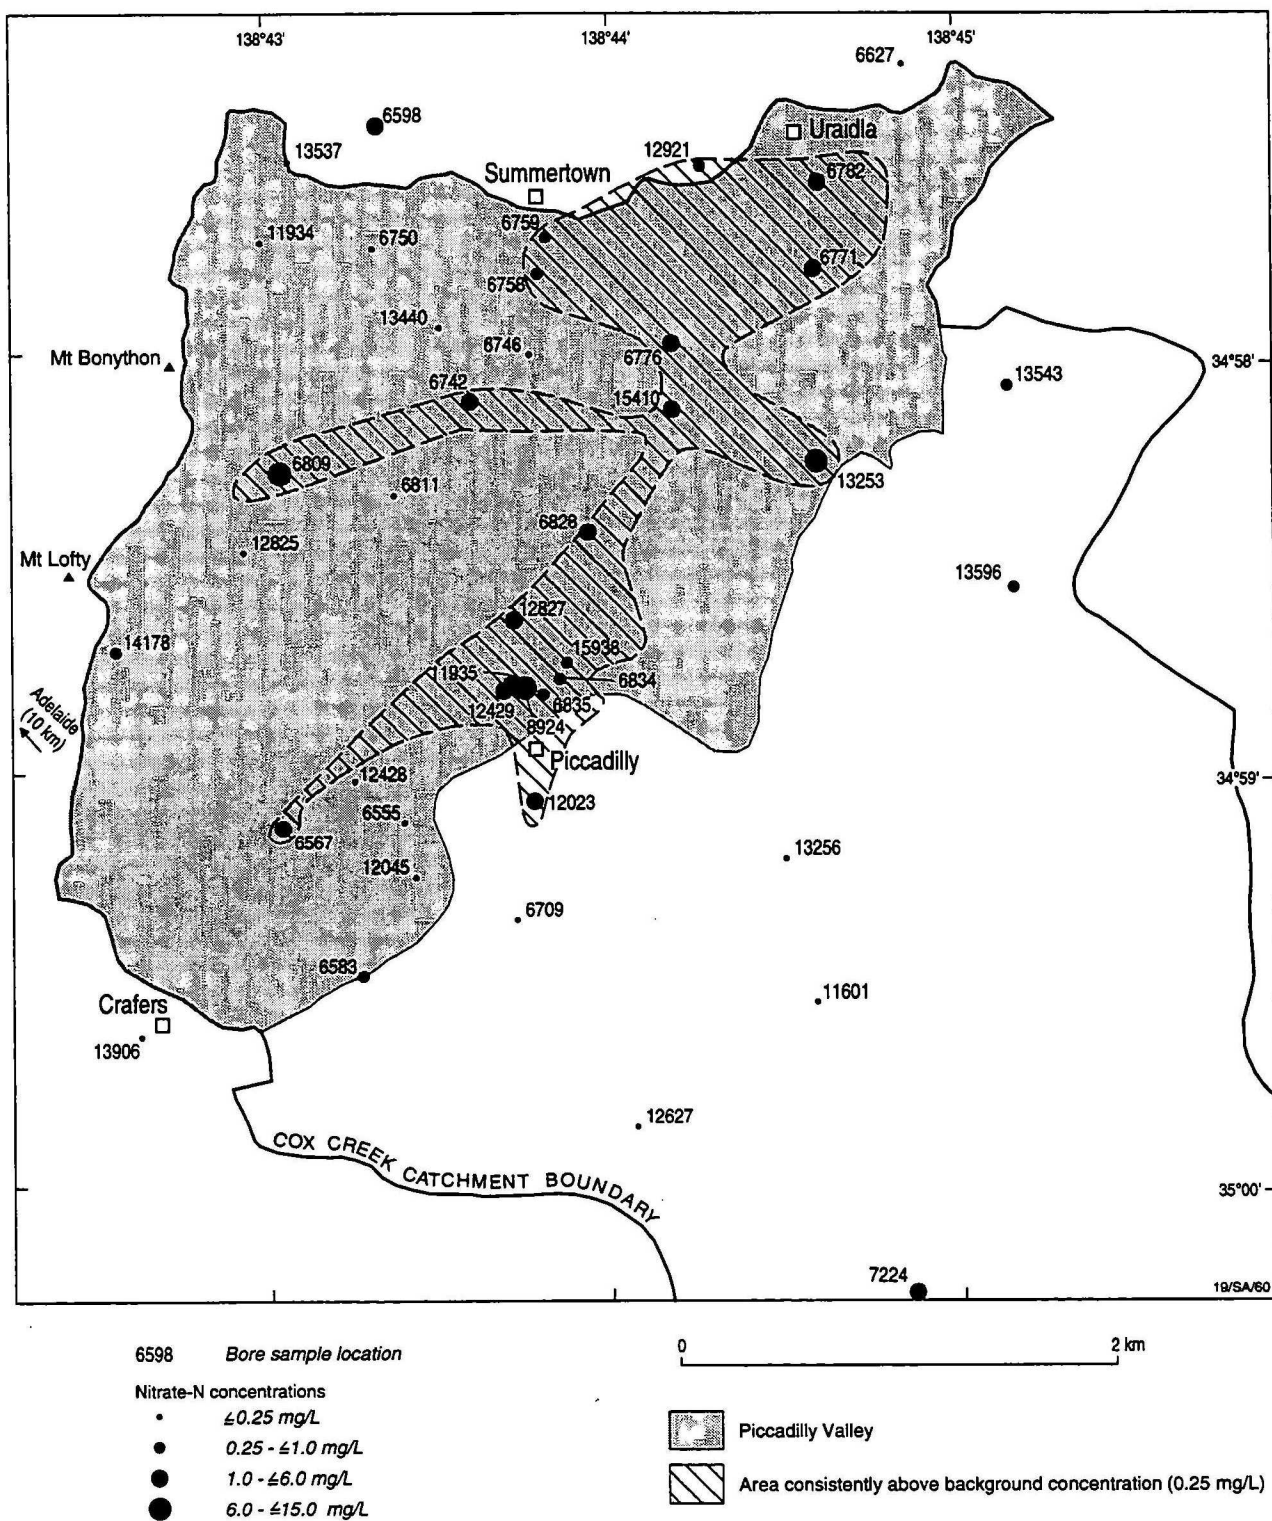 138°43'
138°44'
138°45'
6627
6598
13537
Uraidla
12921
Summertown
6782
6759
11934
6750
6771
6758
13440
6746
6776
Mt Bonython
34°58'
13543
6742
15410
6809
6811
13253
6828
12825
Mt Lofty
13596
12827
14178
15938
11935
6834
12429
6835
8924
Adelaide
(10 km)
Piccadilly
12428
34°59'
12023
6555
6567
13256
12045
6709
6583
Crafers
11601
13906
12627
COX CREEK CATCHMENT BOUNDARY
35°00'
7224
19/SA/60
6598 Bore sample location
0 2 km
Nitrate-N concentrations
≤0.25 mg/L
0.25 - ≤1.0 mg/L
Piccadilly Valley
1.0 - ≤6.0 mg/L
Area consistently above background concentration (0.25 mg/L)
6.0 - ≤15.0 mg/L